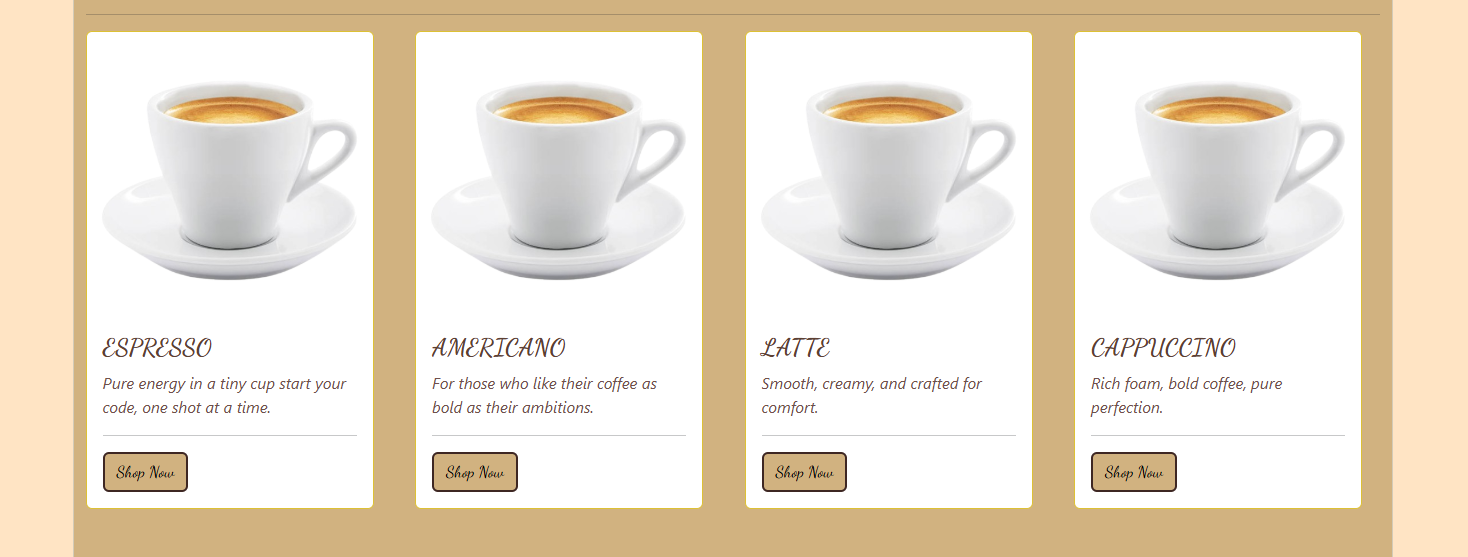 ESPRESSO
Pure energy in a tiny cup start your
code, one shot at a time.
Shop Now
AMERICANO
For those who like their coffee as
bold as their ambitions.
Shop Now
LATTE
Smooth, creamy, and crafted for
comfort.
Shop Now
CAPPUCCINO
Rich foam, bold coffee, pure
perfection.
Shop Now